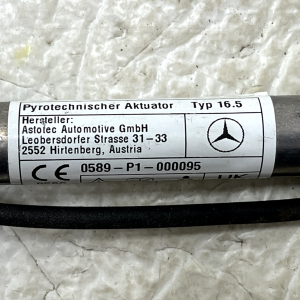 Pyrotechnischer Aktuator Typ 16.5
Hersteller:
Astotec Automotive GmbH
Leobersdorfer Strasse 31-33
2552 Hirtenberg, Austria
CE 0589-P1-000095